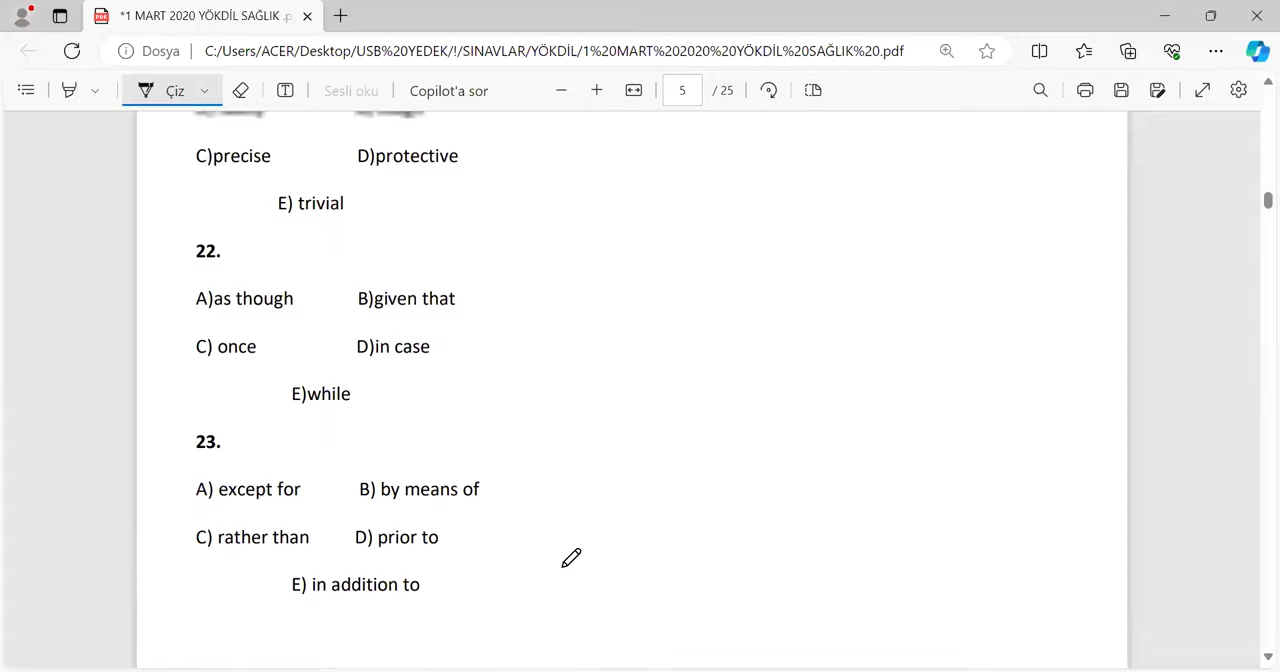 *1 MART 2020 YÖKDİL SAĞLIK .p
Dosya C:/Users/ACER/Desktop/USB%20YEDEK/!/SINAVLAR/YÖKDİL/1%20MART%202020%20YÖKDİL%20SAĞLIK%20.pdf
Çiz Sesli oku Copilot'a sor 5 / 25
C)precise D)protective
E) trivial
22.
A)as though B)given that
C) once D)in case
E)while
23.
A) except for B) by means of
C) rather than D) prior to
E) in addition to